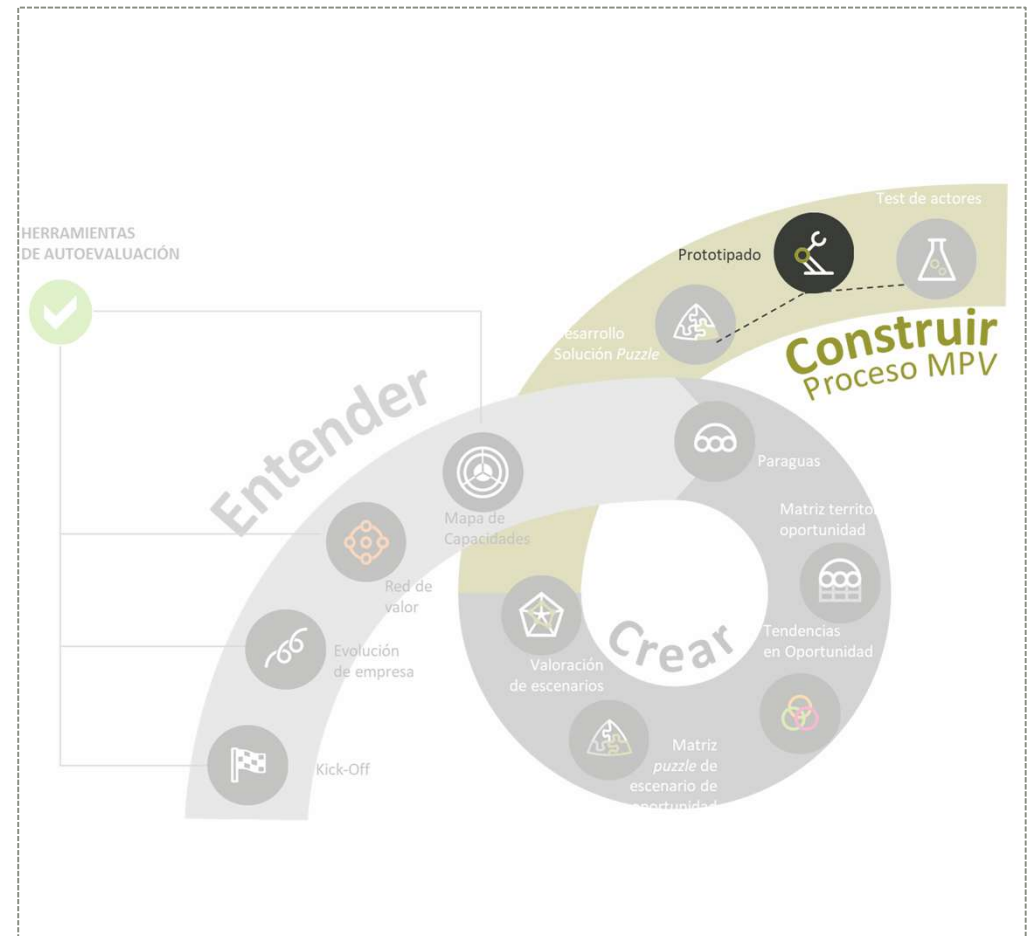 HERRAMIENTAS
DE AUTOEVALUACIÓN
Test de actores
Prototipado
Desarrollo
Solución Puzzle
Construir
Proceso MPV
Entender
Paraguas
Mapa de
Capacidades
Matriz territo
oportunidad
Red de
valor
Crear
Tendencias
en Oportunidad
Evolución
de empresa
Valoración
de escenarios
Matriz
puzzle de
escenario de
oportunidad
Kick-Off